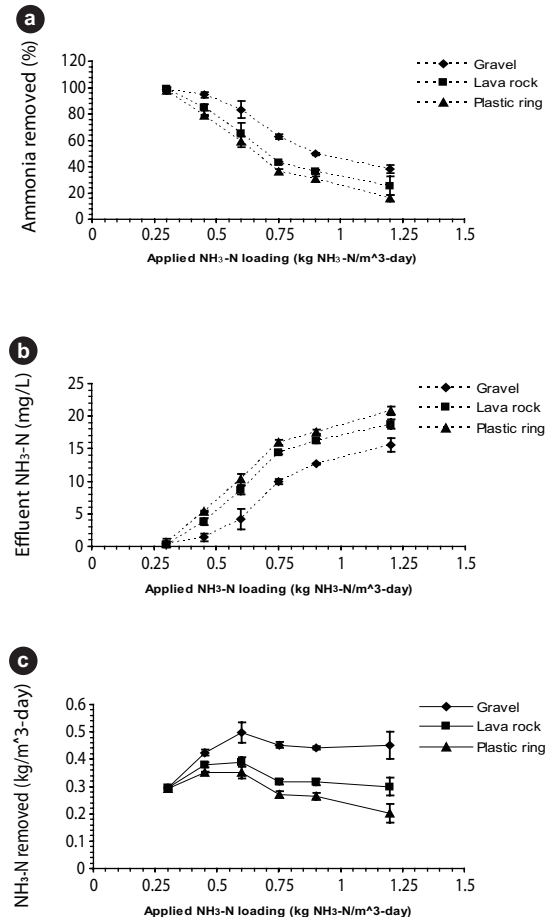 a
Ammonia removed (%)
120
100
80
60
40
20
0
0
0.25
0.5
0.75
1
1.25
1.5
Applied NH3-N loading (kg NH3-N/m^3-day)
Gravel
Lava rock
Plastic ring
b
Effluent NH3-N (mg/L)
25
20
15
10
5
0
0
0.25
0.5
0.75
1
1.25
1.5
Applied NH3-N loading (kg NH3-N/m^3-day)
Gravel
Lava rock
Plastic ring
c
NH3-N removed (kg/m^3-day)
0.6
0.5
0.4
0.3
0.2
0.1
0
0
0.25
0.5
0.75
1
1.25
1.5
Applied NH3-N loading (kg NH3-N/m^3-day)
Gravel
Lava rock
Plastic ring